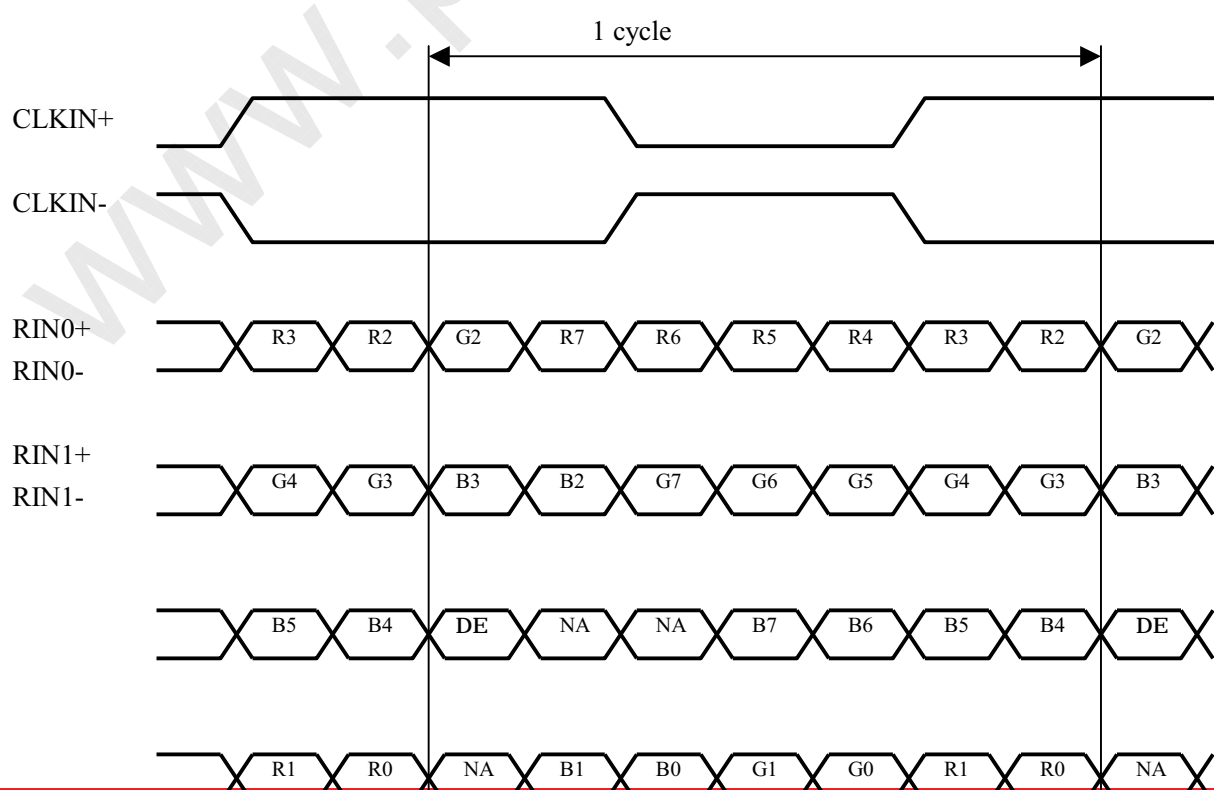 1 cycle
CLKIN+
CLKIN-
RIN0+
R3 R2 G2 R7 R6 R5 R4 R3 R2 G2
RIN0-
RIN1+
G4 G3 B3 B2 G7 G6 G5 G4 G3 B3
RIN1-
B5 B4 DE NA NA B7 B6 B5 B4 DE
R1 R0 NA B1 B0 G1 G0 R1 R0 NA
www.p